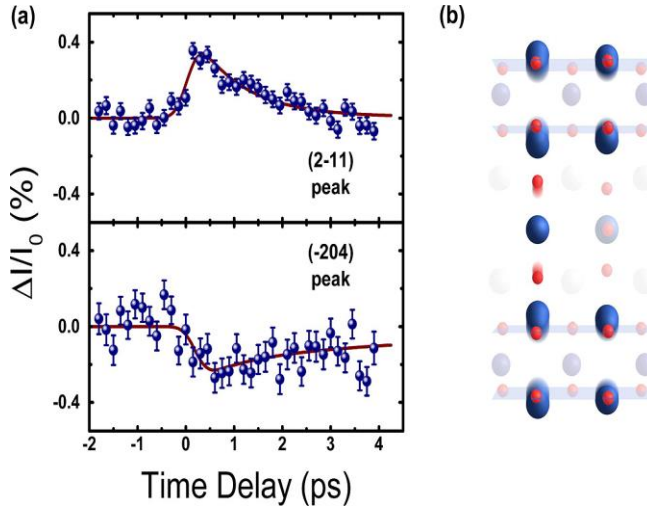 (a)
(b)
ΔI/I0 (%)
0.4
0.0
-0.4
(2-11)
peak
0.4
0.0
-0.4
(-204)
peak
-2 -1 0 1 2 3 4
Time Delay (ps)